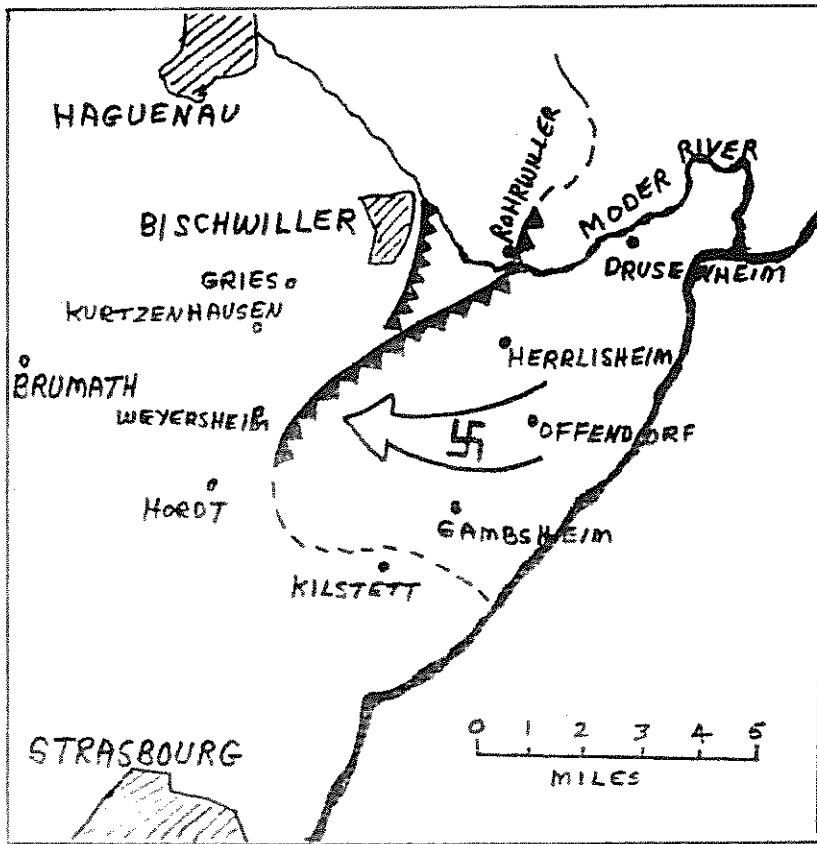 HAGUENAU
ROHRWILLER
MODER RIVER
BISCHWILLER
DRUSENHEIM
GRIES
KURTZENHAUSEN
HERRLISHEIM
BRUMATH
WEYERSHEIM
OFFENDORF
HORDT
GAMBSHEIM
KILSTETT
STRASBOURG
0 1 2 3 4 5
MILES